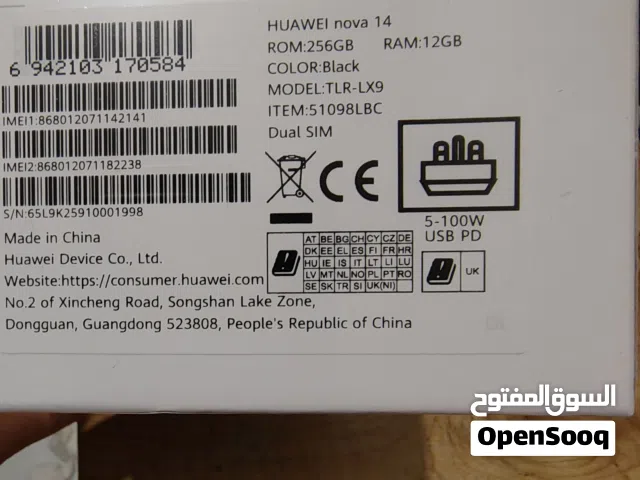 HUAWEI nova 14
ROM:256GB RAM:12GB
COLOR:Black
MODEL:TLR-LX9
ITEM:51098LBC
Dual SIM
6 942103 170584
IMEI1:868012071142141
IMEI2:868012071182238
S/N:65L9K25910001998
5-100W
USB PD
AT BE BG CH CY CZ DE
DK EE EL ES FI FR HR
HU IE IS IT LT LI LU
LV MT NL NO PL PT RO
SE SK TR SI UK(NI)
UK
Made in China
Huawei Device Co., Ltd.
Website:https://consumer.huawei.com
No.2 of Xincheng Road, Songshan Lake Zone,
Dongguan, Guangdong 523808, People's Republic of China
السوق المفتوح
OpenSooq